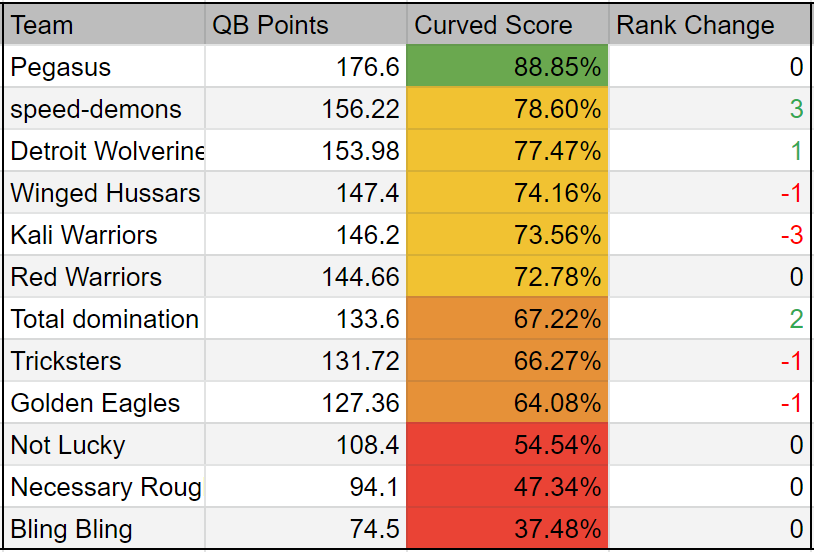 Team QB Points Curved Score Rank Change
Pegasus 176.6 88.85% 0
speed-demons 156.22 78.60% 3
Detroit Wolverine 153.98 77.47% 1
Winged Hussars 147.4 74.16% -1
Kali Warriors 146.2 73.56% -3
Red Warriors 144.66 72.78% 0
Total domination 133.6 67.22% 2
Tricksters 131.72 66.27% -1
Golden Eagles 127.36 64.08% -1
Not Lucky 108.4 54.54% 0
Necessary Roug 94.1 47.34% 0
Bling Bling 74.5 37.48% 0